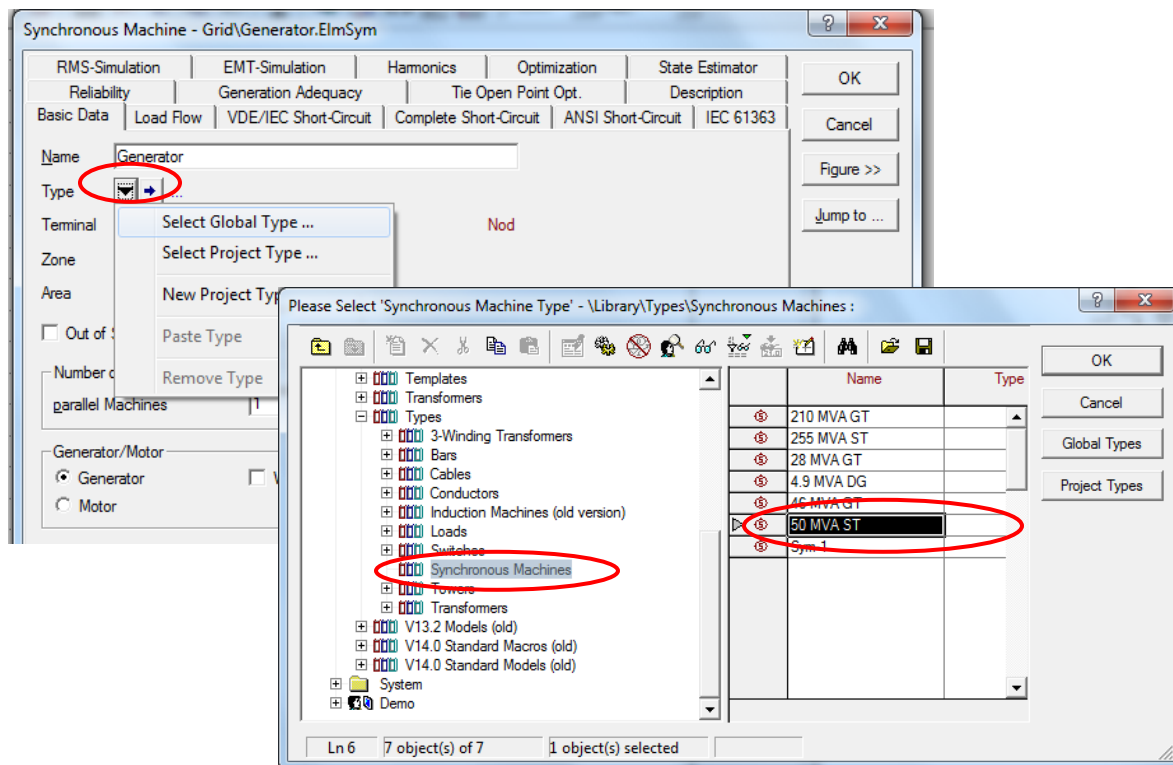 Synchronous Machine - Grid\Generator.ElmSym
RMS-Simulation EMT-Simulation Harmonics Optimization State Estimator
Reliability Generation Adequacy Tie Open Point Opt. Description
Basic Data Load Flow VDE/IEC Short-Circuit Complete Short-Circuit ANSI Short-Circuit IEC 61363
OK
Cancel
Figure >>
Jump to ...
Name Generator
Type ...
Terminal Nod
Zone
Area
Out of
Number
parallel Machines 1
Generator/Motor
Generator
Motor
Select Global Type ...
Select Project Type ...
New Project Typ
Paste Type
Remove Type
Please Select 'Synchronous Machine Type' - \Library\Types\Synchronous Machines :
Templates
Transformers
Types
3-Winding Transformers
Bars
Cables
Conductors
Induction Machines (old version)
Loads
Switches
Synchronous Machines
Towers
Transformers
V13.2 Models (old)
V14.0 Standard Macros (old)
V14.0 Standard Models (old)
System
Demo
Name Type
210 MVA GT
255 MVA ST
28 MVA GT
4.9 MVA DG
46 MVA GT
50 MVA ST
Sym 1
OK
Cancel
Global Types
Project Types
Ln 6 7 object(s) of 7 1 object(s) selected